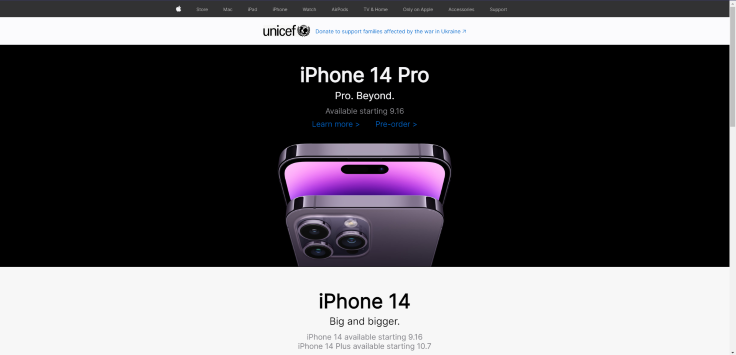 Store Mac iPad iPhone Watch AirPods TV & Home Only on Apple Accessories Support
unicef Donate to support families affected by the war in Ukraine ↗
iPhone 14 Pro
Pro. Beyond.
Available starting 9.16
Learn more > Pre-order >
iPhone 14
Big and bigger.
iPhone 14 available starting 9.16
iPhone 14 Plus available starting 10.7